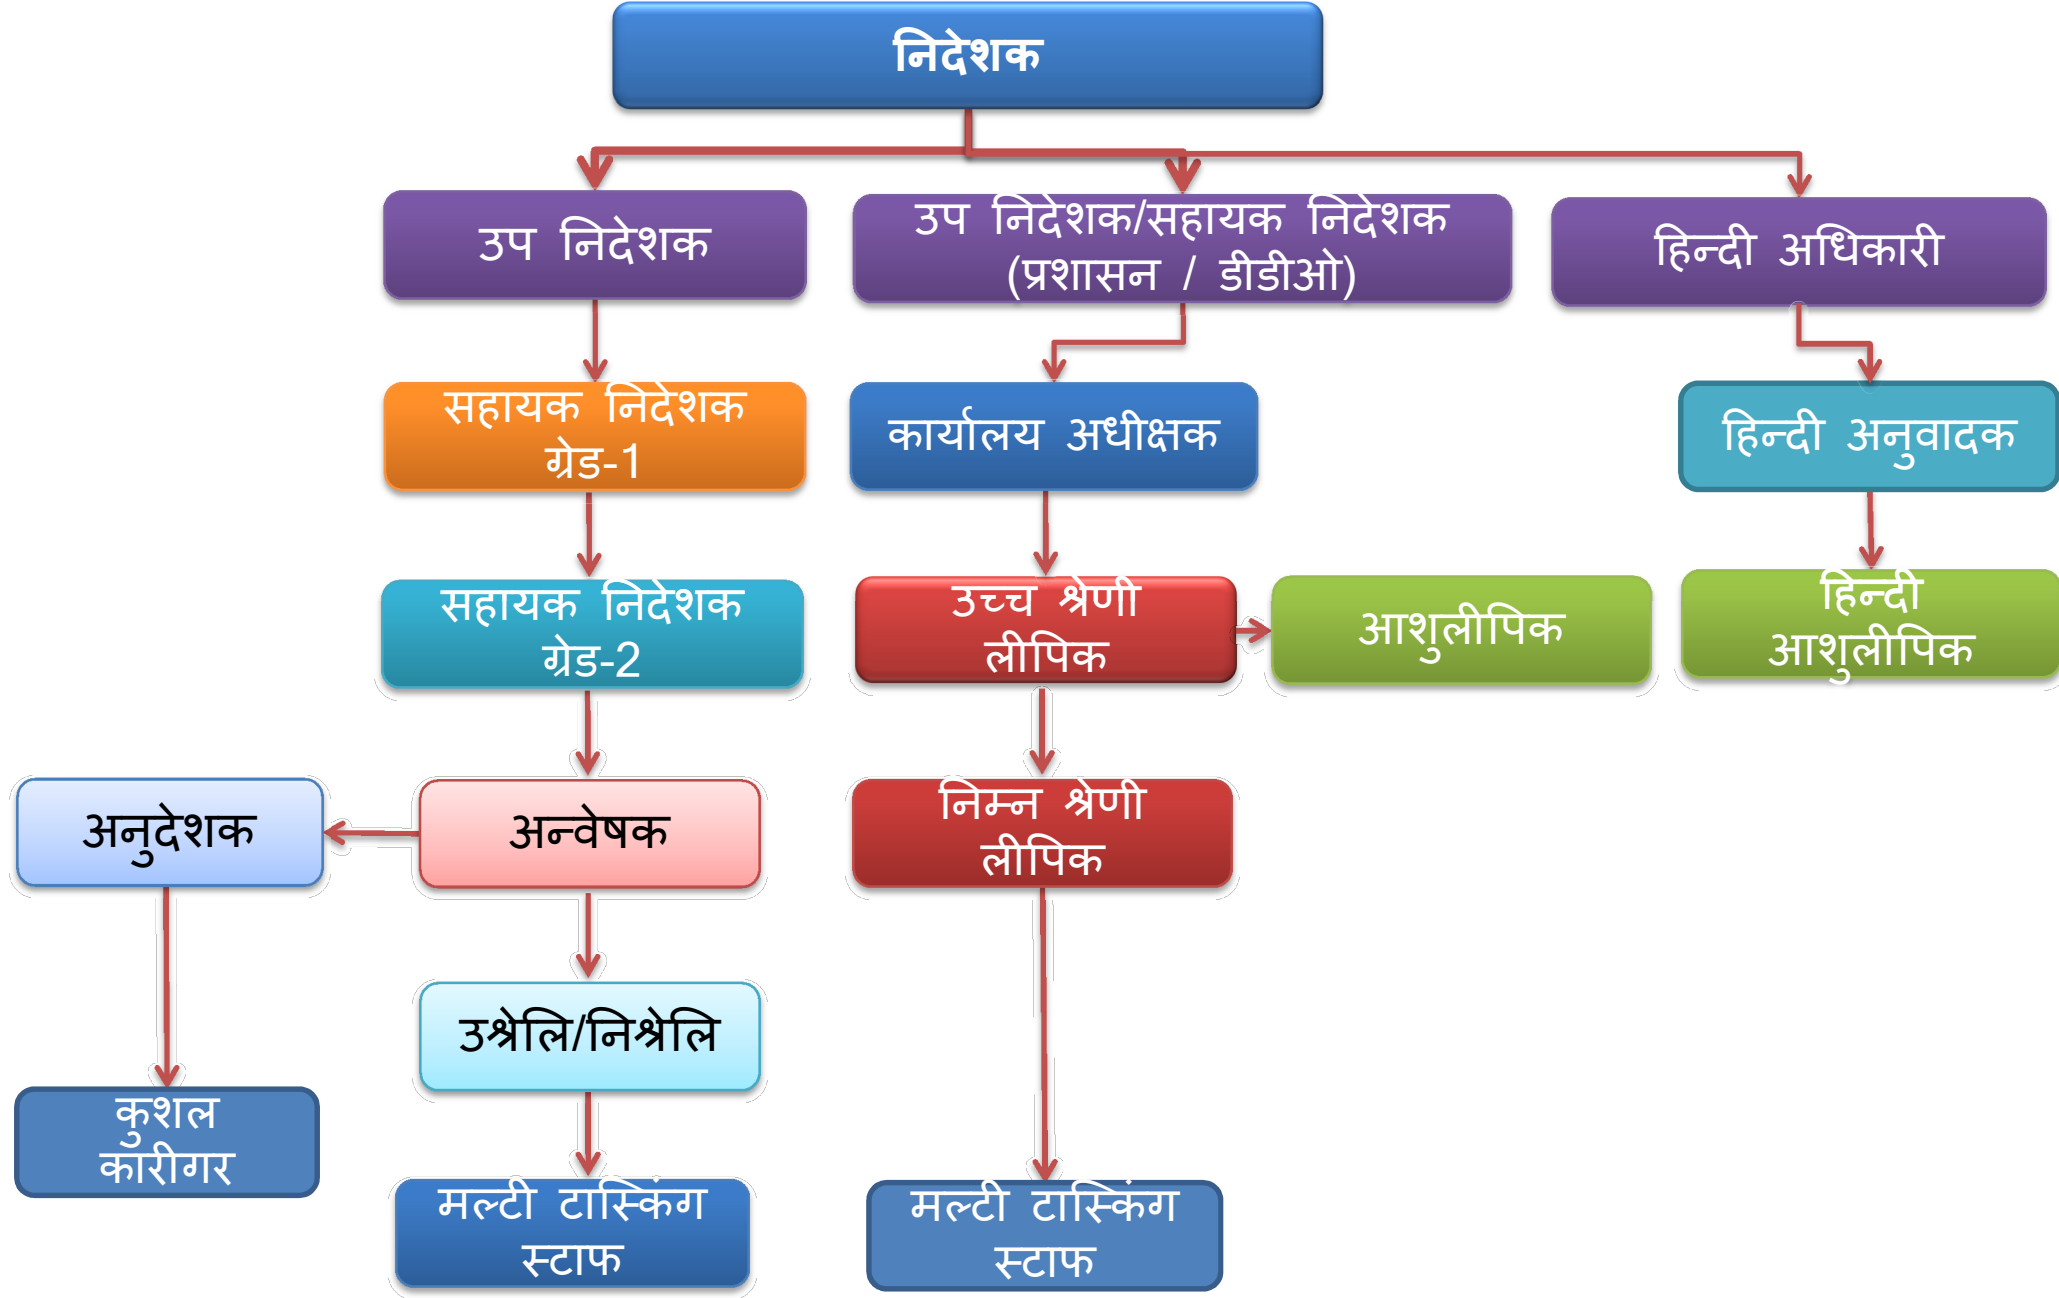 निदेशक
उप निदेशक
उप निदेशक/सहायक निदेशक
(प्रशासन / डीडीओ)
हिन्दी अधिकारी
सहायक निदेशक
ग्रेड-1
कार्यालय अधीक्षक
हिन्दी अनुवादक
सहायक निदेशक
ग्रेड-2
उच्च श्रेणी
लीपिक
आशुलीपिक
हिन्दी
आशुलीपिक
अनुदेशक
अन्वेषक
निम्न श्रेणी
लीपिक
उश्रेलि/निश्रेलि
कुशल
कारीगर
मल्टी टास्किंग
स्टाफ
मल्टी टास्किंग
स्टाफ